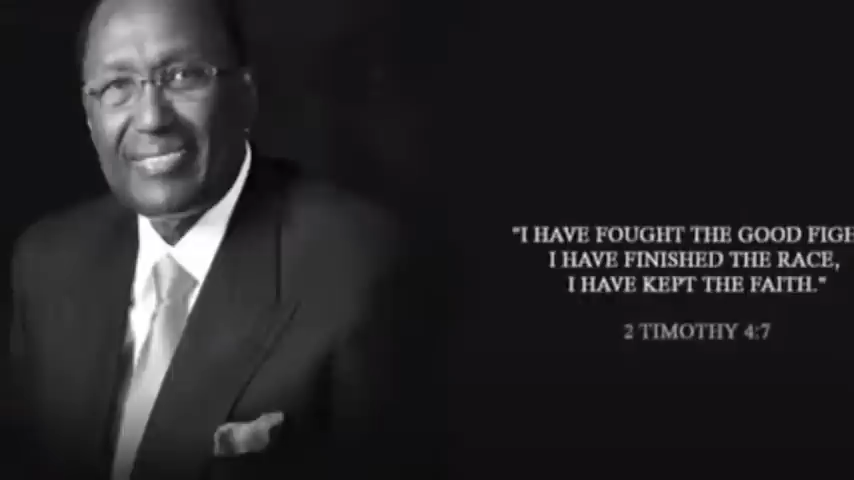 "I HAVE FOUGHT THE GOOD FIGH
I HAVE FINISHED THE RACE,
I HAVE KEPT THE FAITH."
2 TIMOTHY 4:7